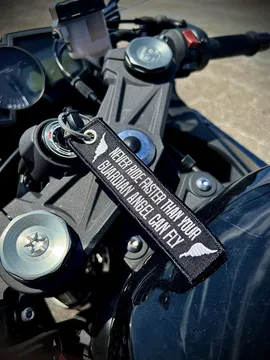 NEVER RIDE FASTER THAN YOUR
GUARDIAN ANGEL CAN FLY